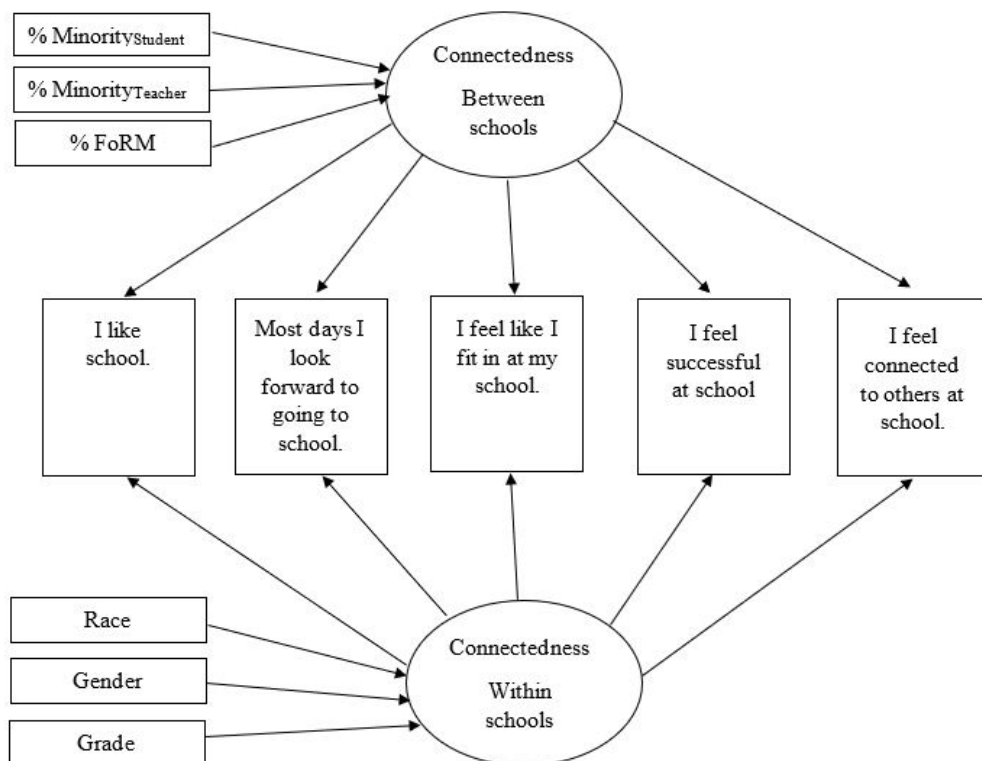 % MinorityStudent
% MinorityTeacher
% FoRM
Connectedness
Between
schools
I like
school.
Most days I
look
forward to
going to
school.
I feel like I
fit in at my
school.
I feel
successful
at school
I feel
connected
to others at
school.
Race
Gender
Grade
Connectedness
Within
schools